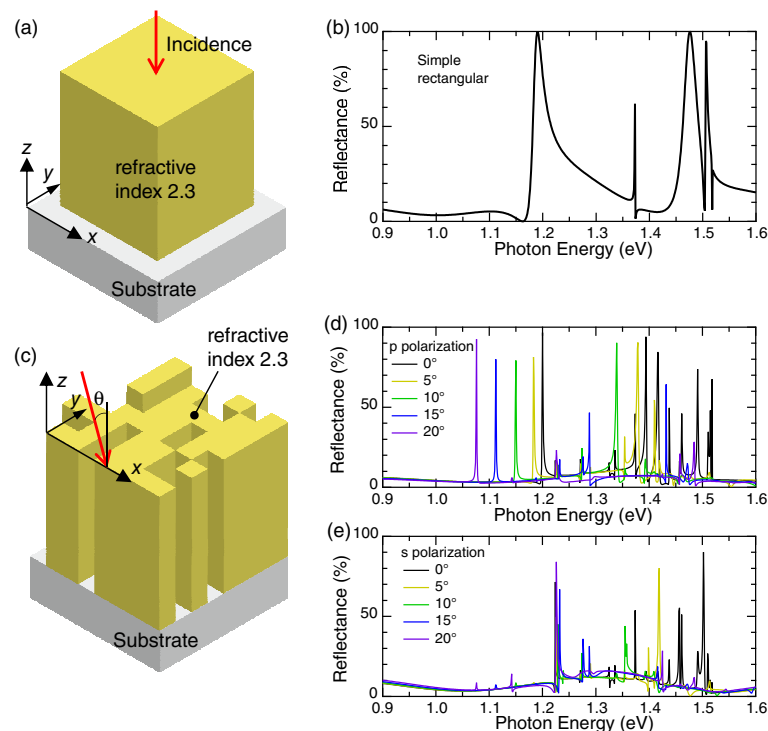 (a)
Incidence
z
y
refractive
index 2.3
x
Substrate
(b)
Reflectance (%)
100
50
0
Simple
rectangular
0.9 1.0 1.1 1.2 1.3 1.4 1.5 1.6
Photon Energy (eV)
(c)
refractive
index 2.3
z
θ
y
x
Substrate
(d)
Reflectance (%)
100
50
0
p polarization
0°
5°
10°
15°
20°
0.9 1.0 1.1 1.2 1.3 1.4 1.5 1.6
Photon Energy (eV)
(e)
Reflectance (%)
100
50
0
s polarization
0°
5°
10°
15°
20°
0.9 1.0 1.1 1.2 1.3 1.4 1.5 1.6
Photon Energy (eV)